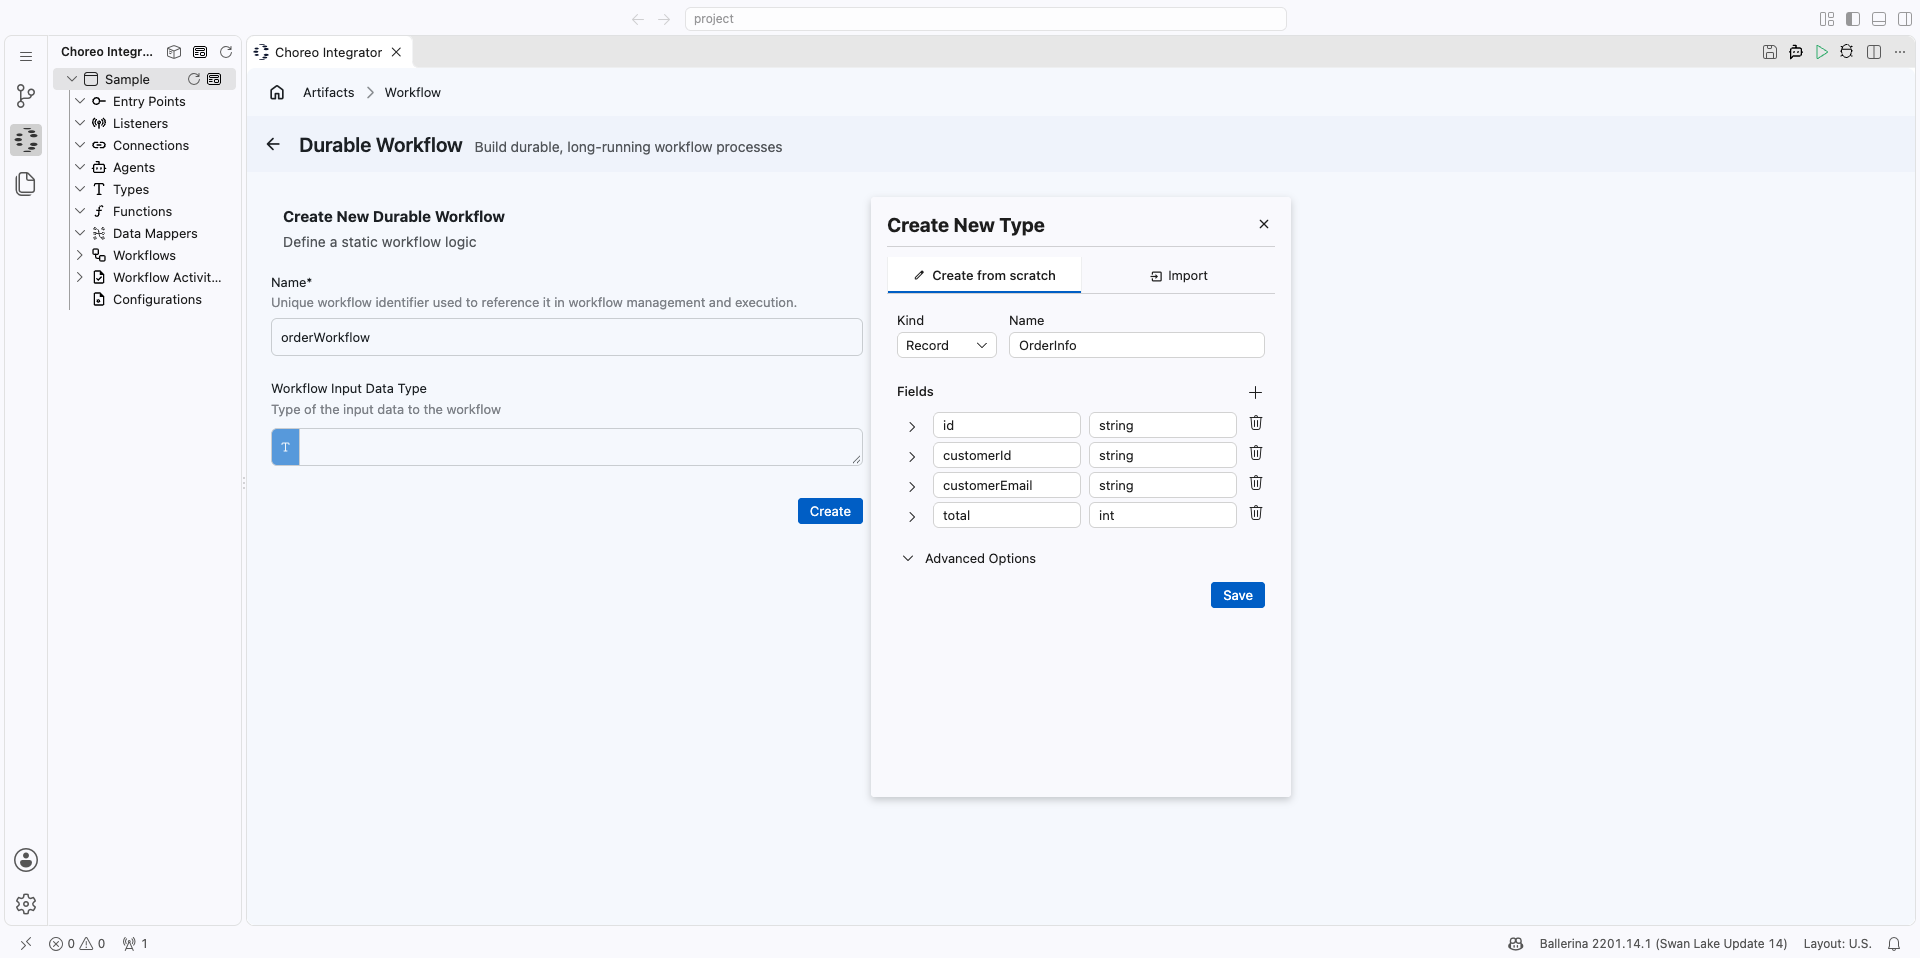 project
Choreo Integr...
Sample
Entry Points
Listeners
Connections
Agents
Types
Functions
Data Mappers
Workflows
Workflow Activit...
Configurations
Choreo Integrator
Artifacts > Workflow
Durable Workflow Build durable, long-running workflow processes
Create New Durable Workflow
Define a static workflow logic
Name*
Unique workflow identifier used to reference it in workflow management and execution.
orderWorkflow
Workflow Input Data Type
Type of the input data to the workflow
T
Create
Create New Type
Create from scratch Import
Kind Name
Record OrderInfo
Fields
id string
customerId string
customerEmail string
total int
Advanced Options
Save
0 0 1
Ballerina 2201.14.1 (Swan Lake Update 14) Layout: U.S.